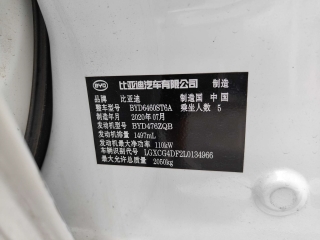 BYD 比亚迪汽车有限公司 制造
品牌 比亚迪 制造国 中国
整车型号 BYD6460ST6A 乘坐人数 5
制造年月 2020年07月
发动机型号 BYD476ZQB
发动机排量 1497mL
发动机最大净功率 110kW
车辆识别代号 LGXCG4DF2L0134966
最大允许总质量 2050kg